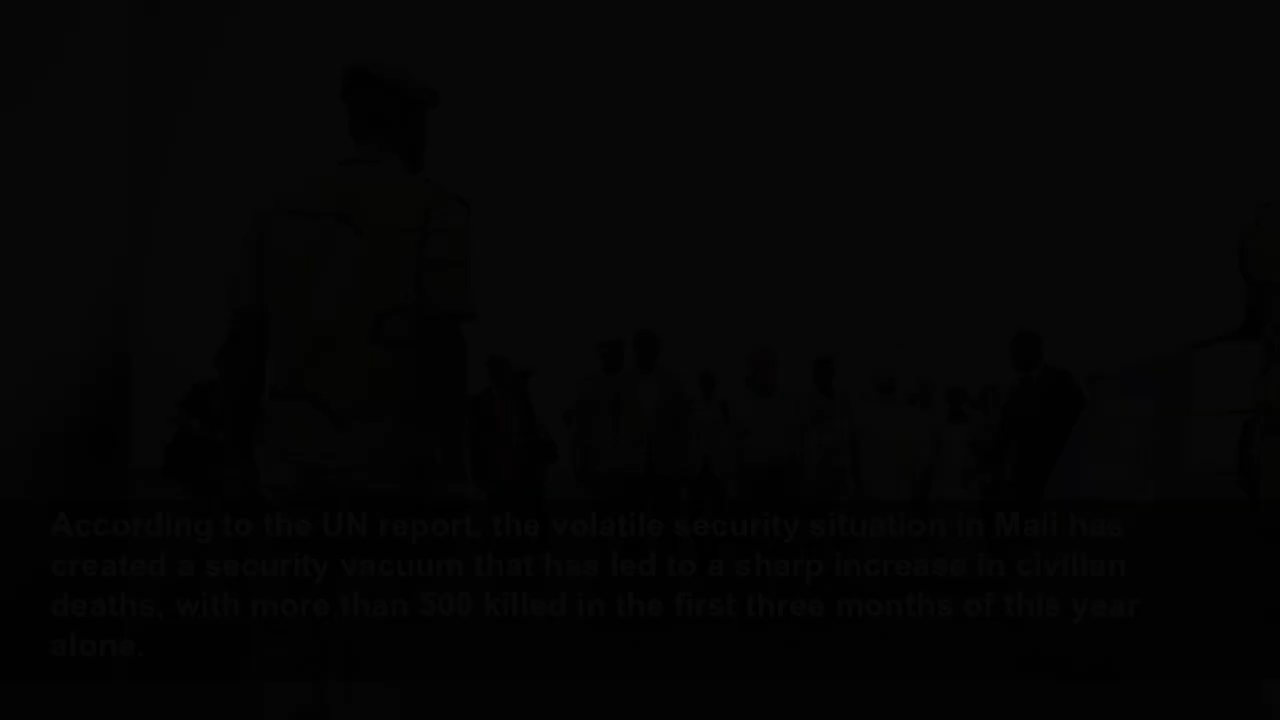 According to the UN report, the volatile security situation in Mali has
created a security vacuum that has led to a sharp increase in civilian
deaths, with more than 500 killed in the first three months of this year
alone.